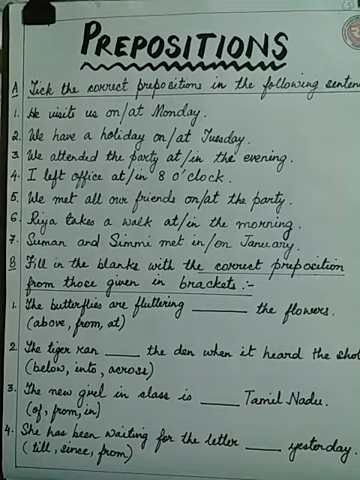 PREPOSITIONS
A Tick the correct prepositions in the following
1. He visits us on/at Monday.
2. We have a holiday on/at Tuesday.
3. We attended the party at/in the evening.
4. I left office at/in 8 o'clock.
5. We met all our friends on/at the party.
6. Riya takes a walk at/in the morning.
7. Suman and Simmi met in/on January.
B Fill in the blanks with the correct preposition
from those given in brackets:-
1. The butterflies are fluttering ____ the flowers.
(above, from, at)
2 The tiger ran ____ the den when it heard the
(below, into, across)
3. The new girl in class is ____ Tamil Nadu.
(of, from, in)
4. She has been waiting for the letter ____ yesterday.
(till, since, from)